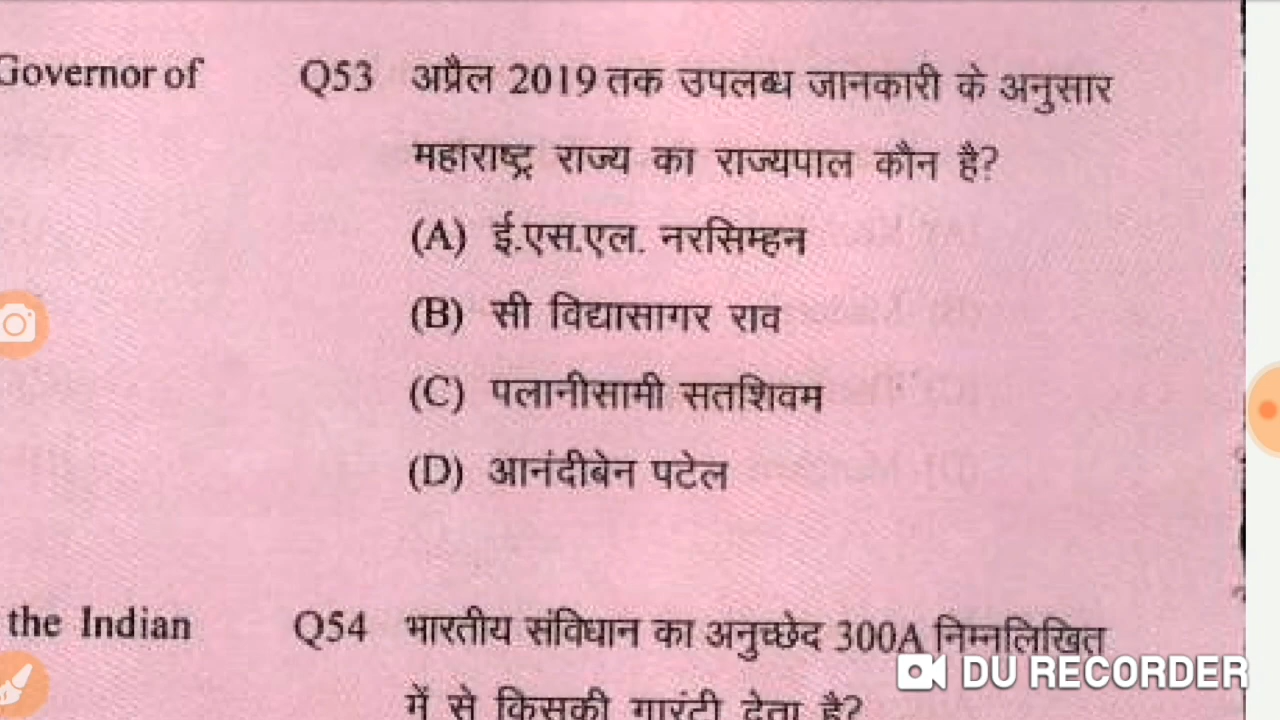 Governor of
Q53 अप्रैल 2019 तक उपलब्ध जानकारी के अनुसार
महाराष्ट्र राज्य का राज्यपाल कौन है?
(A) ई.एस.एल. नरसिम्हन
(B) सी विद्यासागर राव
(C) पलानीसामी सतशिवम
(D) आनंदीबेन पटेल
the Indian
Q54 भारतीय संविधान का अनुच्छेद 300A निम्नलिखित
में से किसकी गारंटी देता है?
DU RECORDER